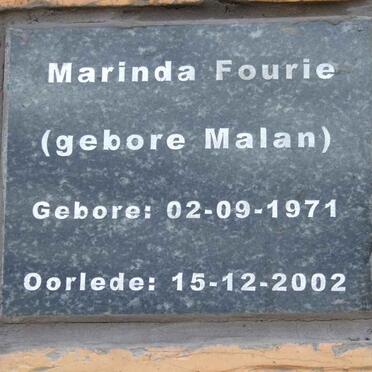 Marinda Fourie
(gebore Malan)
Gebore: 02-09-1971
Oorlede: 15-12-2002